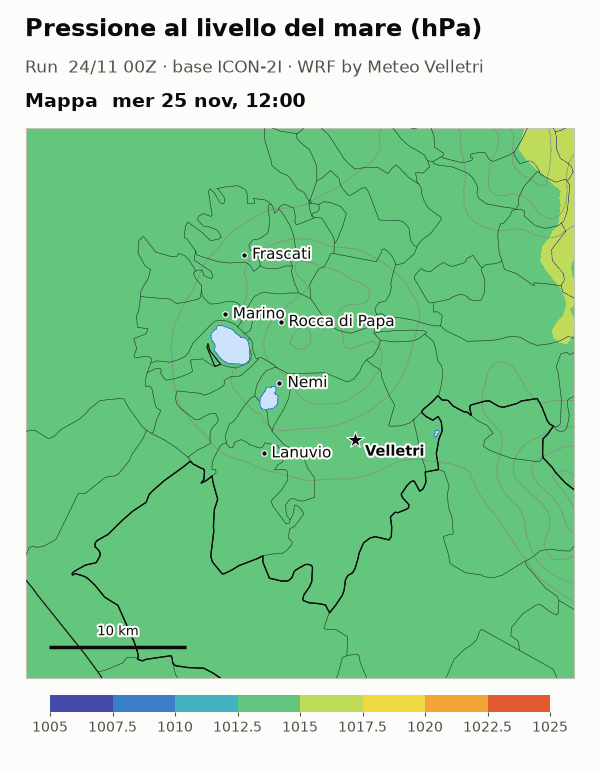 Pressione al livello del mare (hPa)
Run  24/11 00Z · base ICON-2I · WRF by Meteo Velletri
Mappa  mer 25 nov, 12:00
Frascati
Marino
Rocca di Papa
Nemi
Velletri
Lanuvio
10 km
1005 1007.5 1010 1012.5 1015 1017.5 1020 1022.5 1025